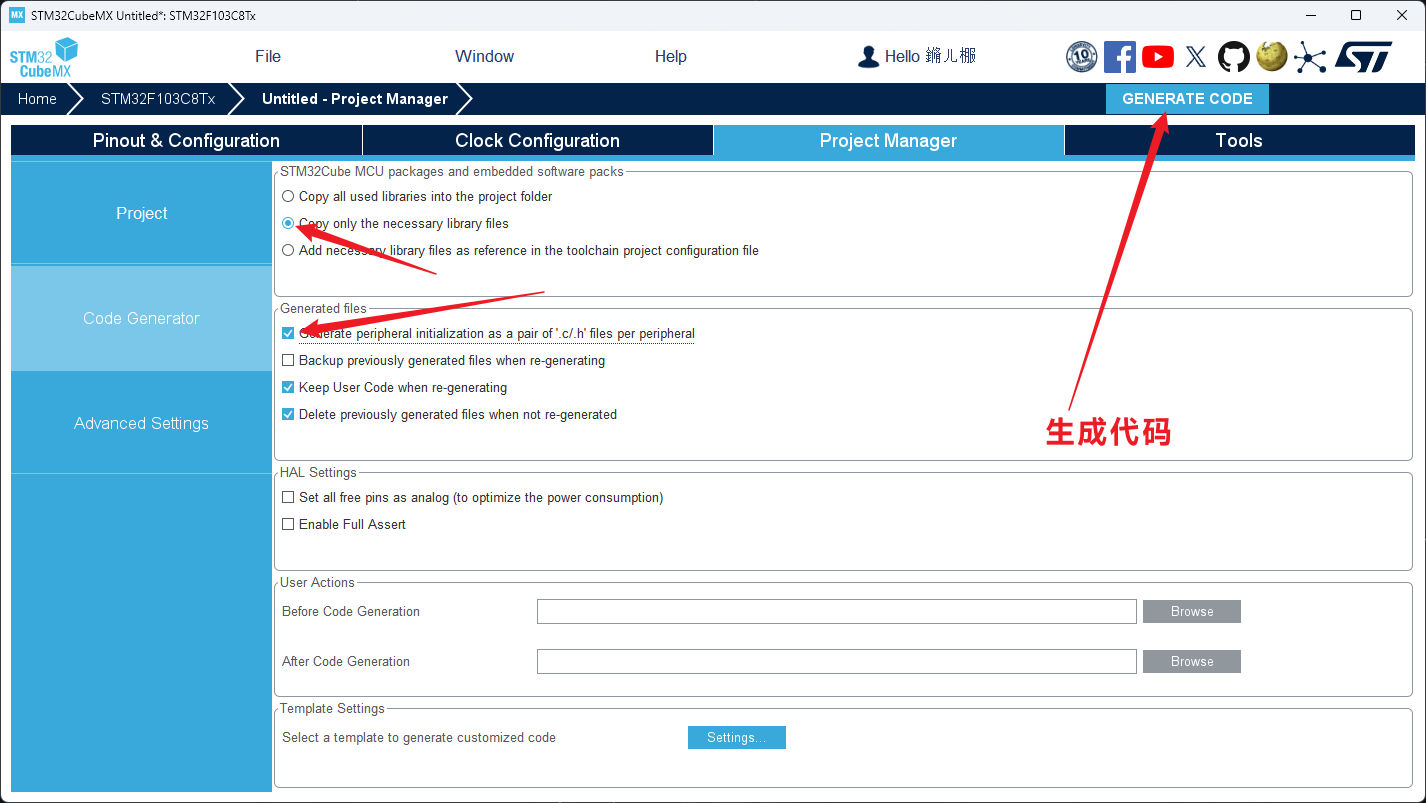 MX STM32CubeMX Untitled*: STM32F103C8Tx
STM32 CubeMX
File
Window
Help
Hello 鏅ㄦ棴
10
ST
Home
STM32F103C8Tx
Untitled - Project Manager
GENERATE CODE
Pinout & Configuration
Clock Configuration
Project Manager
Tools
Project
Code Generator
Advanced Settings
STM32Cube MCU packages and embedded software packs
Copy all used libraries into the project folder
Copy only the necessary library files
Add necessary library files as reference in the toolchain project configuration file
Generated files
Generate peripheral initialization as a pair of '.c/.h' files per peripheral
Backup previously generated files when re-generating
Keep User Code when re-generating
Delete previously generated files when not re-generated
生成代码
HAL Settings
Set all free pins as analog (to optimize the power consumption)
Enable Full Assert
User Actions
Before Code Generation
Browse
After Code Generation
Browse
Template Settings
Select a template to generate customized code
Settings...